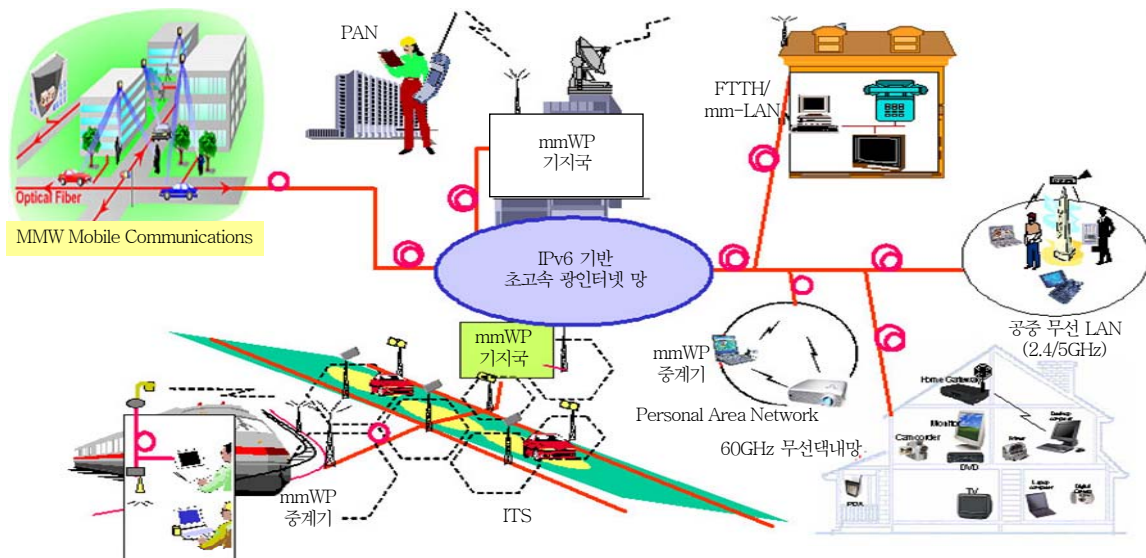 PAN
FTTH/
mm-LAN
mmWP
기지국
Optical Fiber
MMW Mobile Communications
IPv6 기반
초고속 광인터넷 망
공중 무선 LAN
(2.4/5GHz)
mmWP
기지국
mmWP
중계기
Personal Area Network
60GHz 무선댁내망
Home Gateway
Monitor
Camcorder
DVD
TV
PDA
mmWP
중계기
ITS